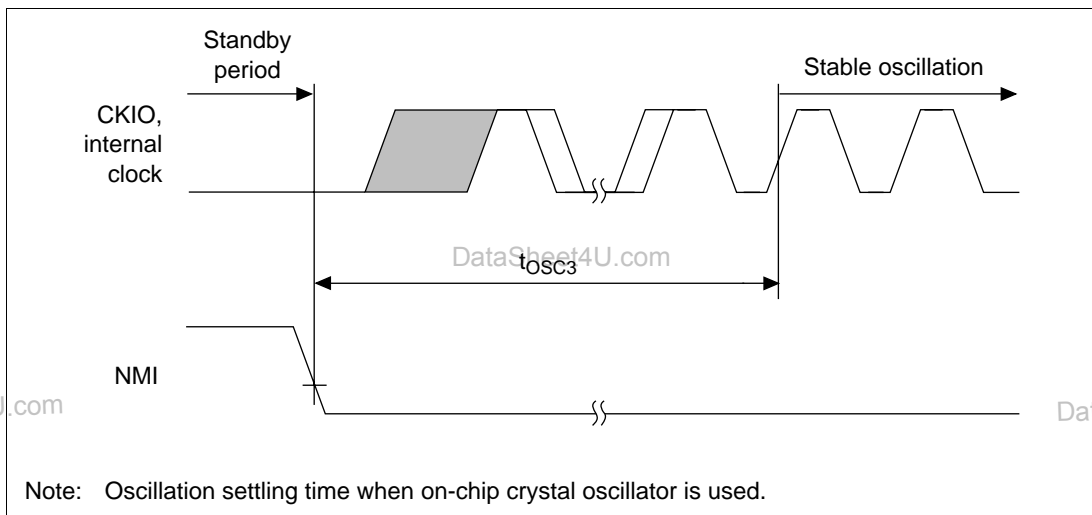 Standby
period
Stable oscillation
CKIO,
internal
clock
DataSheet4U.com
tOSC3
NMI
J.com
Dat
Note: Oscillation settling time when on-chip crystal oscillator is used.